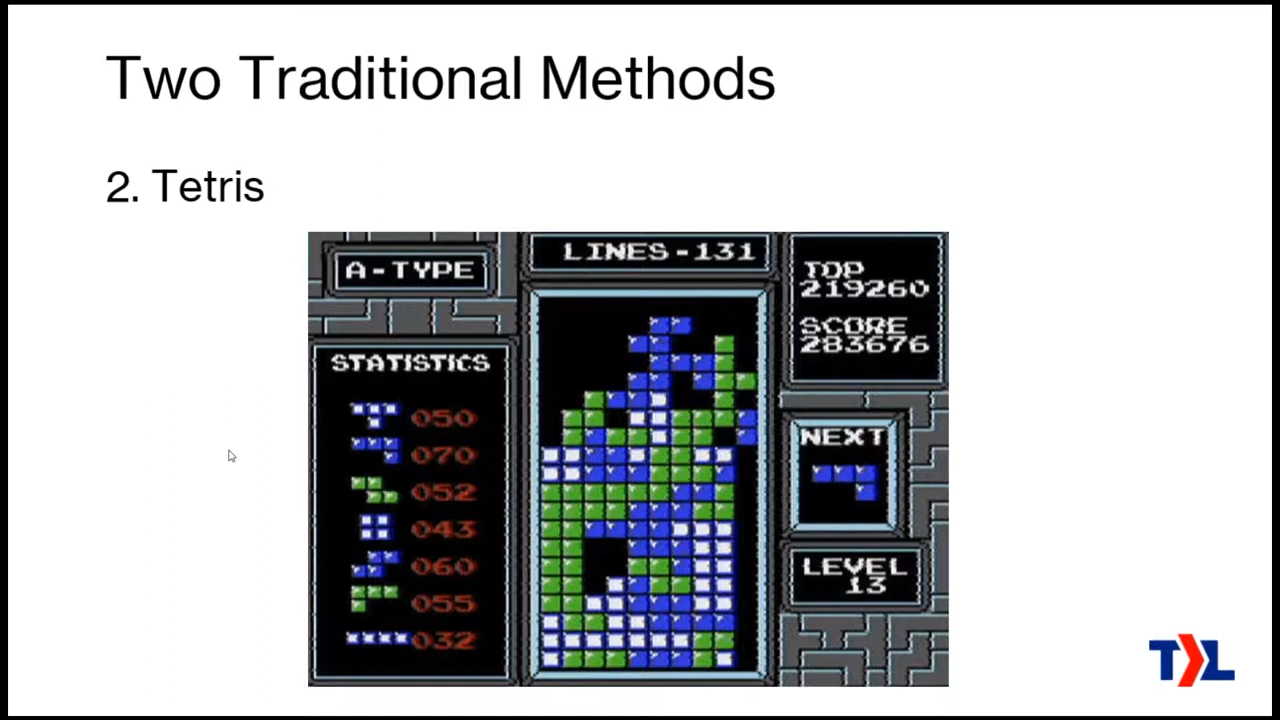 Two Traditional Methods
2. Tetris
A-TYPE
LINES-131
TOP
219260
SCORE
283676
STATISTICS
050
070
052
043
060
055
032
NEXT
LEVEL
13
TXL